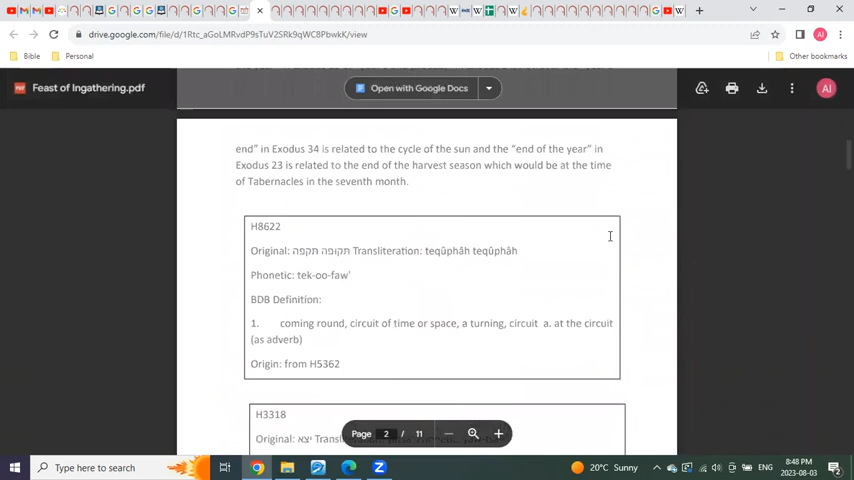 drive.google.com/file/d/1Rtc_aGoLMRvdP9sTuV2SRk9qWC8PbwkK/view
Bible
Personal
Other bookmarks
Feast of Ingathering.pdf
Open with Google Docs
AI
end" in Exodus 34 is related to the cycle of the sun and the "end of the year" in
Exodus 23 is related to the end of the harvest season which would be at the time
of Tabernacles in the seventh month.
H8622
Original: תקופה תקפה Transliteration: teqûphâh teqûphâh
Phonetic: tek-oo-faw'
BDB Definition:
1. coming round, circuit of time or space, a turning, circuit a. at the circuit
(as adverb)
Origin: from H5362
H3318
Original: יצא
Page 2 / 11
Type here to search
20°C Sunny
ENG
8:48 PM
2023-08-03